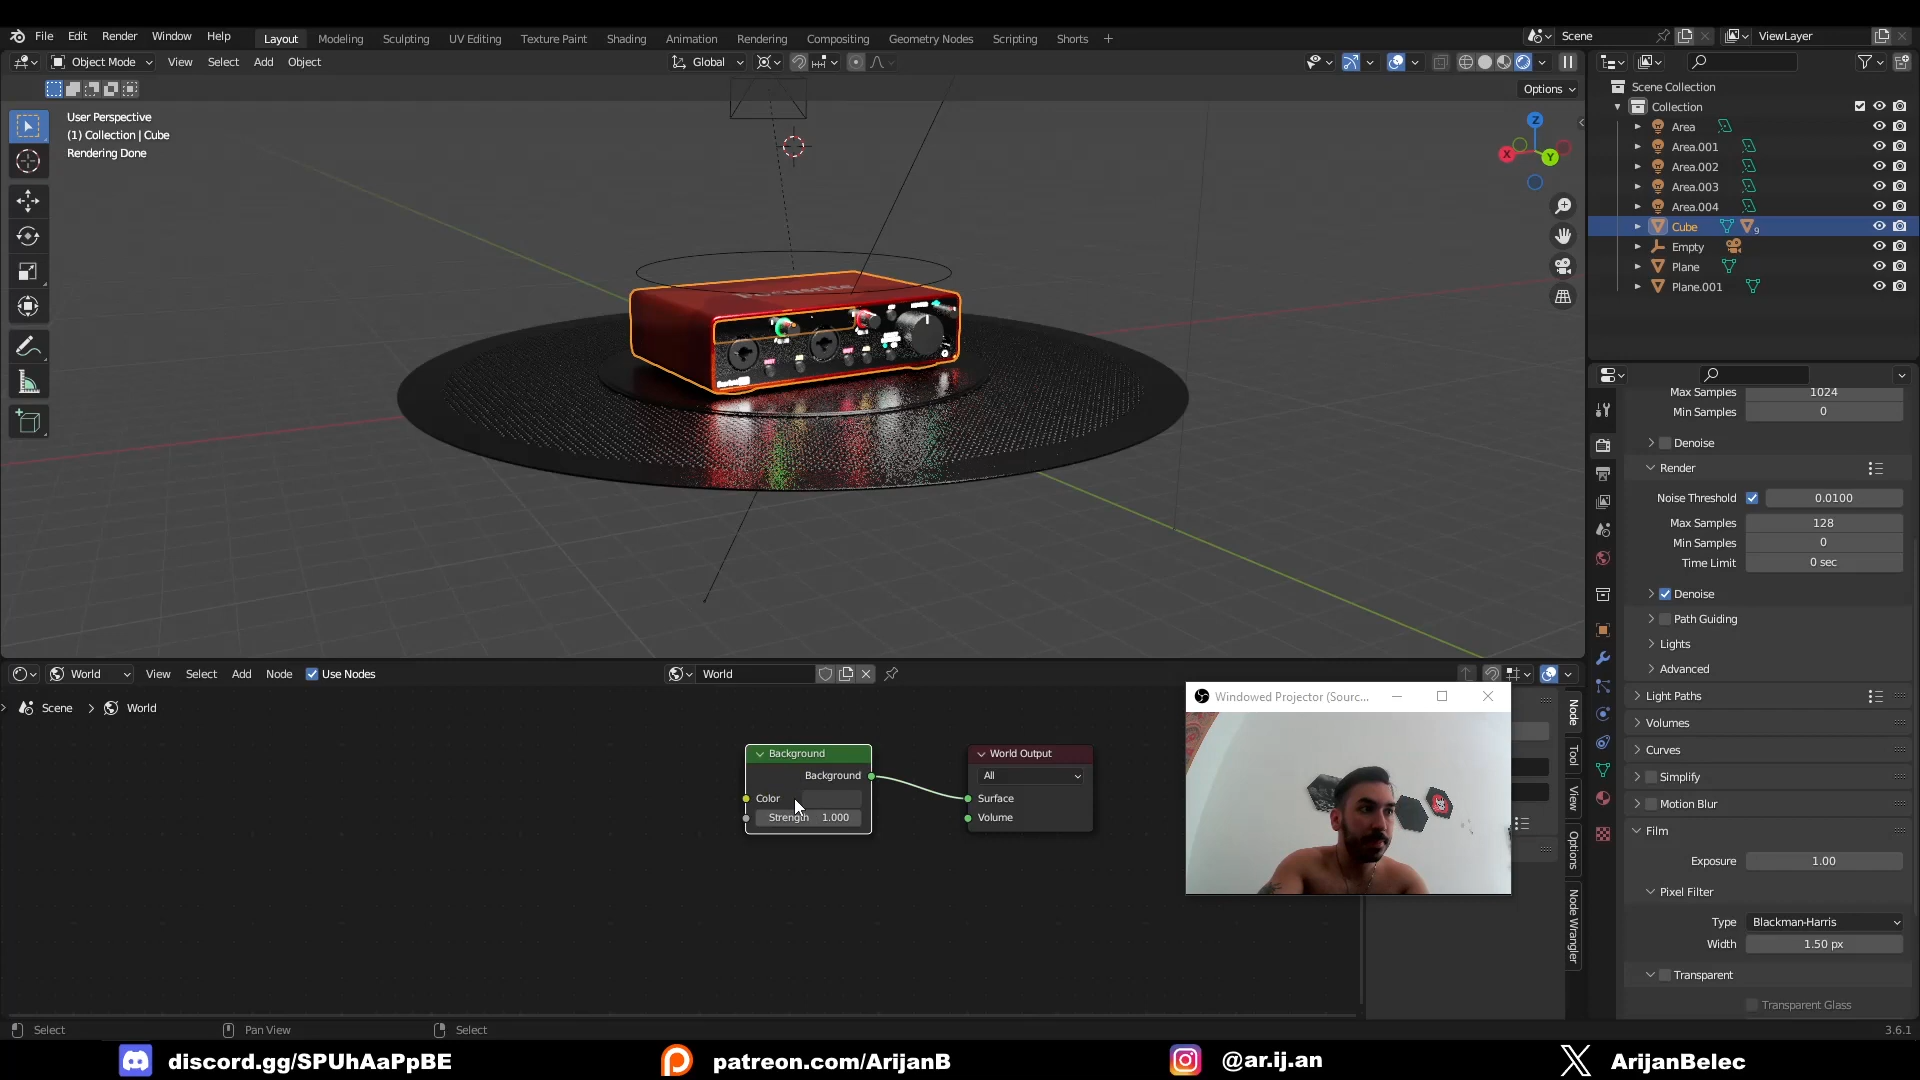 File Edit Render Window Help Layout Modeling Sculpting UV Editing Texture Paint Shading Animation Rendering Compositing Geometry Nodes Scripting Shorts + Scene ViewLayer
Object Mode View Select Add Object Global
Options
User Perspective
(1) Collection | Cube
Rendering Done
Z
X
Y
Scene Collection
Collection
Area
Area.001
Area.002
Area.003
Area.004
Cube 9
Empty
Plane
Plane.001
Max Samples 1024
Min Samples 0
Denoise
Render
Noise Threshold 0.0100
Max Samples 128
Min Samples 0
Time Limit 0 sec
Denoise
Path Guiding
Lights
Advanced
Light Paths
Volumes
Curves
Simplify
Motion Blur
Film
Exposure 1.00
Pixel Filter
Type Blackman-Harris
Width 1.50 px
Transparent
Transparent Glass
World View Select Add Node Use Nodes World
Scene > World
Background
Background
Color
Strength 1.000
World Output
All
Surface
Volume
Windowed Projector (Sourc...
Node
Tool
View
Options
Node Wrangler
Select Pan View Select 3.6.1
discord.gg/SPUhAaPpBE patreon.com/ArijanB @ar.ij.an ArijanBelec